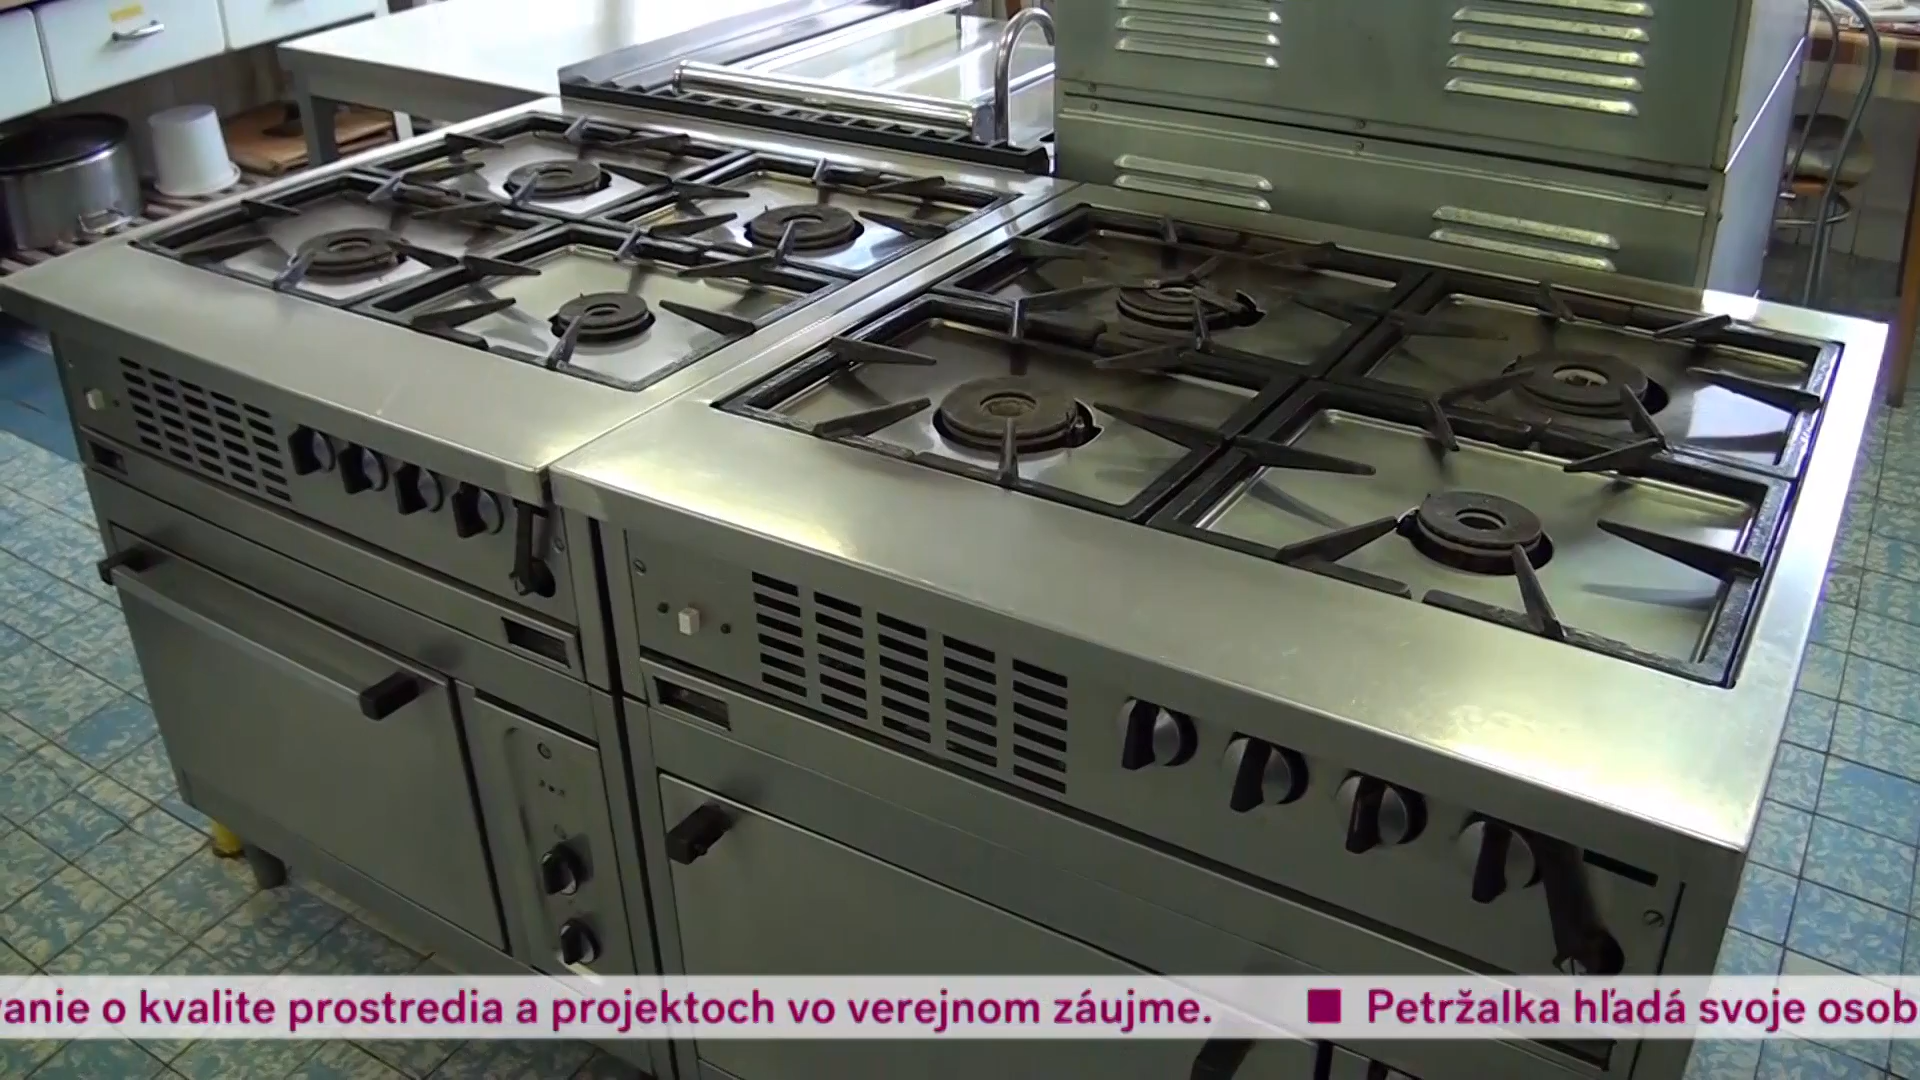 vanie o kvalite prostredia a projektoch vo verejnom záujme. ■ Petržalka hľadá svoje osob